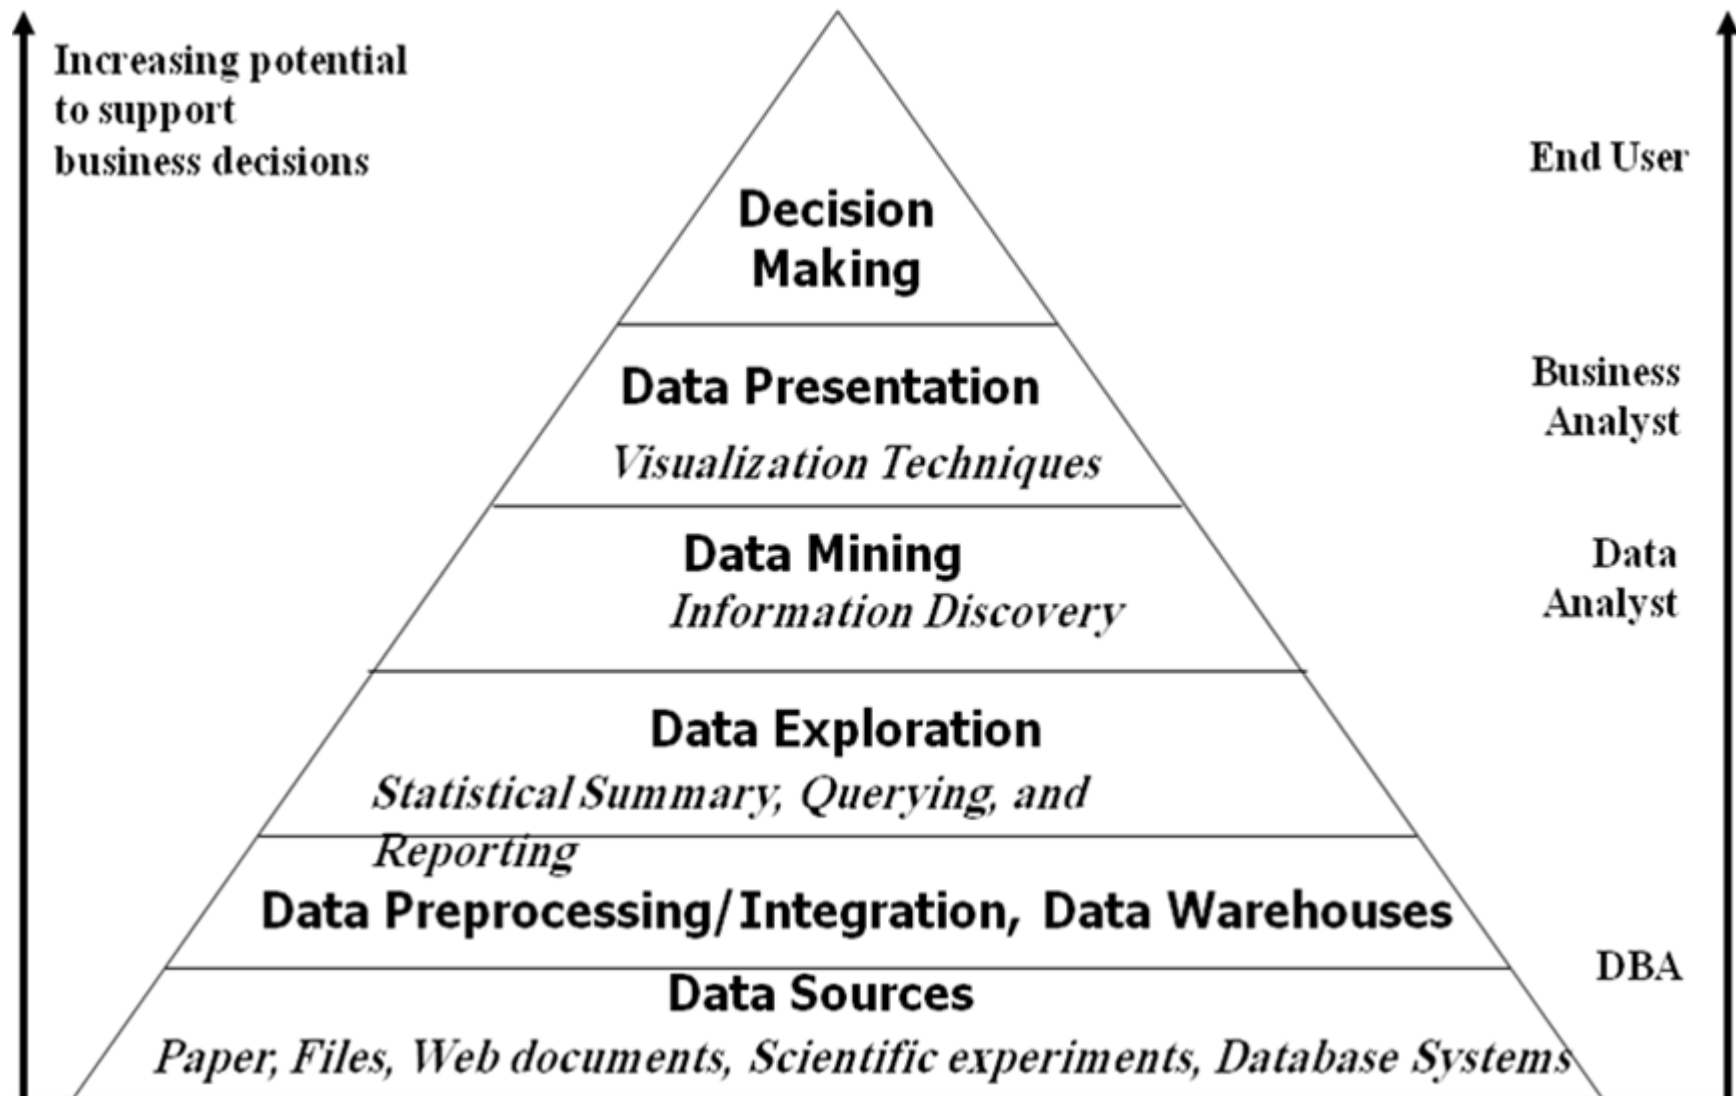 Increasing potential
to support
business decisions
End User
Decision
Making
Data Presentation
Visualization Techniques
Business
Analyst
Data Mining
Information Discovery
Data
Analyst
Data Exploration
Statistical Summary, Querying, and
Reporting
Data Preprocessing/Integration, Data Warehouses
DBA
Data Sources
Paper, Files, Web documents, Scientific experiments, Database Systems